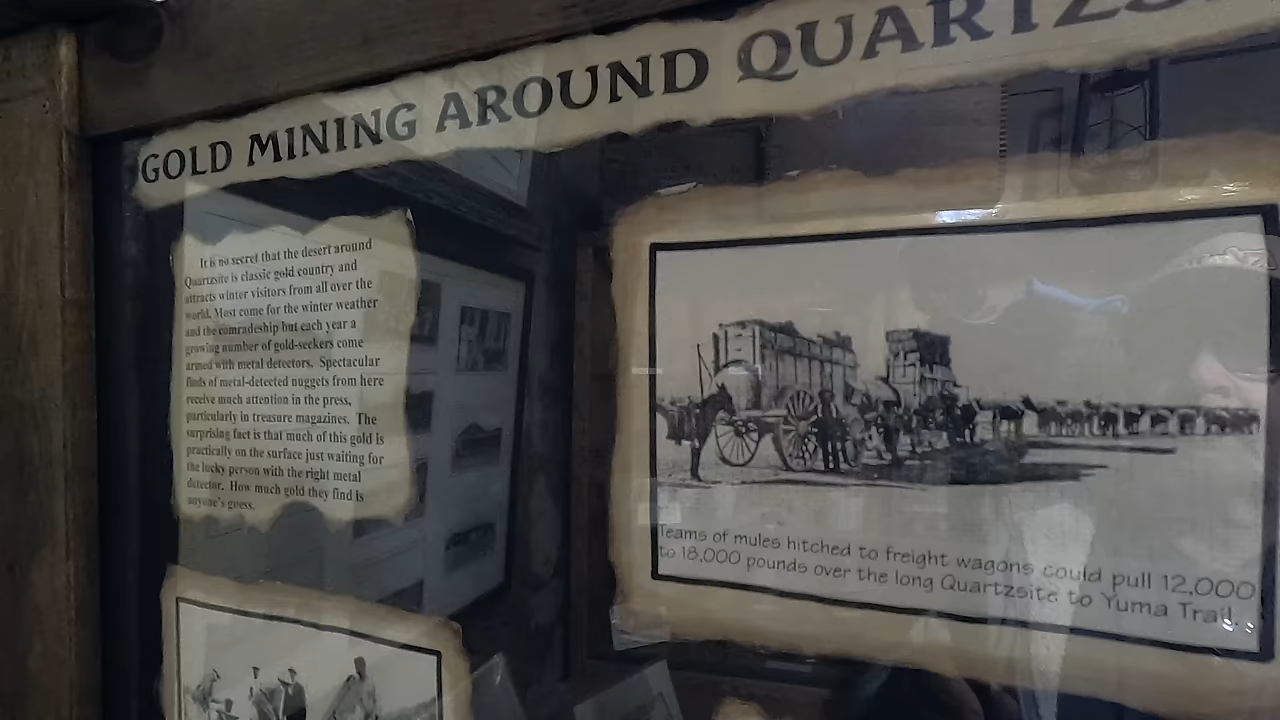 GOLD MINING AROUND QUARTZS
It is no secret that the desert around
Quartzsite is classic gold country and
attracts winter visitors from all over the
world. Most come for the winter weather
and the comradeship but each year a
growing number of gold-seekers come
armed with metal detectors. Spectacular
finds of metal-detected nuggets from here
receive much attention in the press,
particularly in treasure magazines. The
surprising fact is that much of this gold is
practically on the surface just waiting for
the lucky person with the right metal
detector. How much gold they find is
anyone's guess.
Teams of mules hitched to freight wagons could pull 12,000
to 18,000 pounds over the long Quartzsite to Yuma Trail.